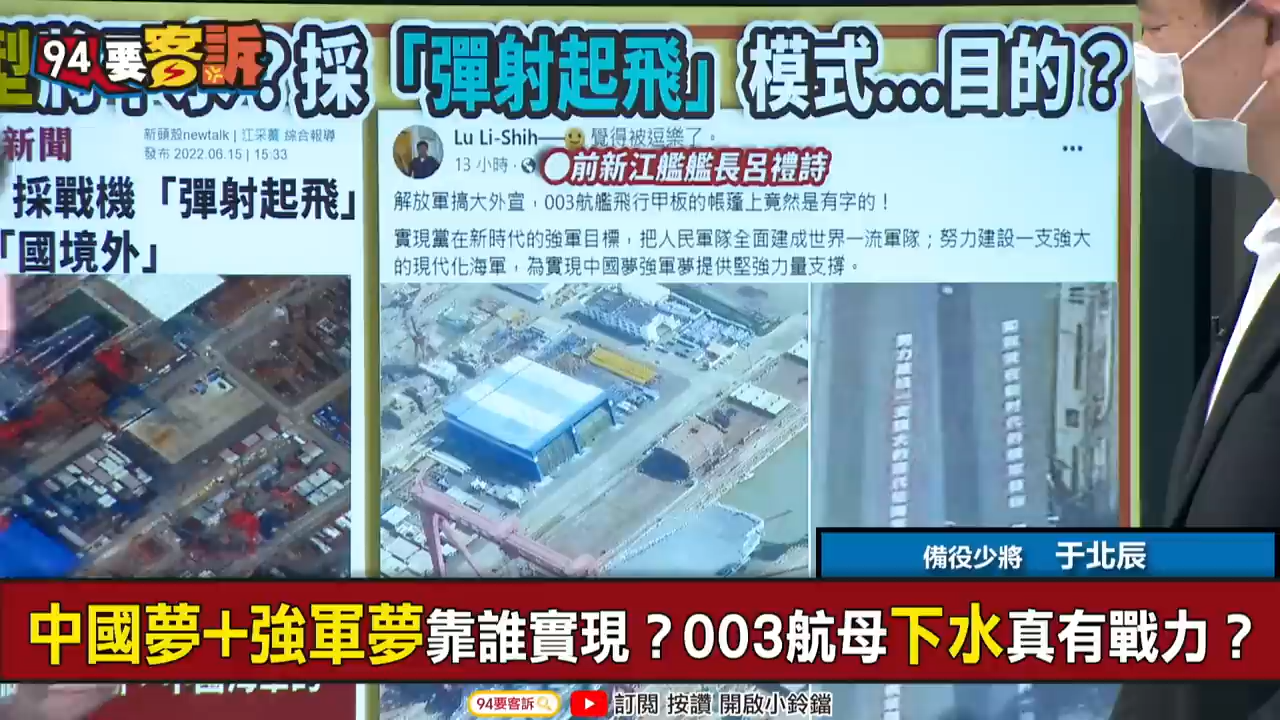 94要客訴
型
？採「彈射起飛」模式...目的？
新聞
新頭殼newtalk | 江采薰 綜合報導
發布 2022.06.15 | 15:33
採戰機「彈射起飛」
「國境外」
Lu Li-Shih
覺得被逗樂了。
13 小時
前新江艦艦長呂禮詩
解放軍搞大外宣，003航艦飛行甲板的帳蓬上竟然是有字的！
實現黨在新時代的強軍目標，把人民軍隊全面建成世界一流軍隊；努力建設一支強大
的現代化海軍，為實現中國夢強軍夢提供堅強力量支撐。
備役少將 于北辰
中國夢+強軍夢靠誰實現？003航母下水真有戰力？
94要客訴
訂閱 按讚 開啟小鈴鐺